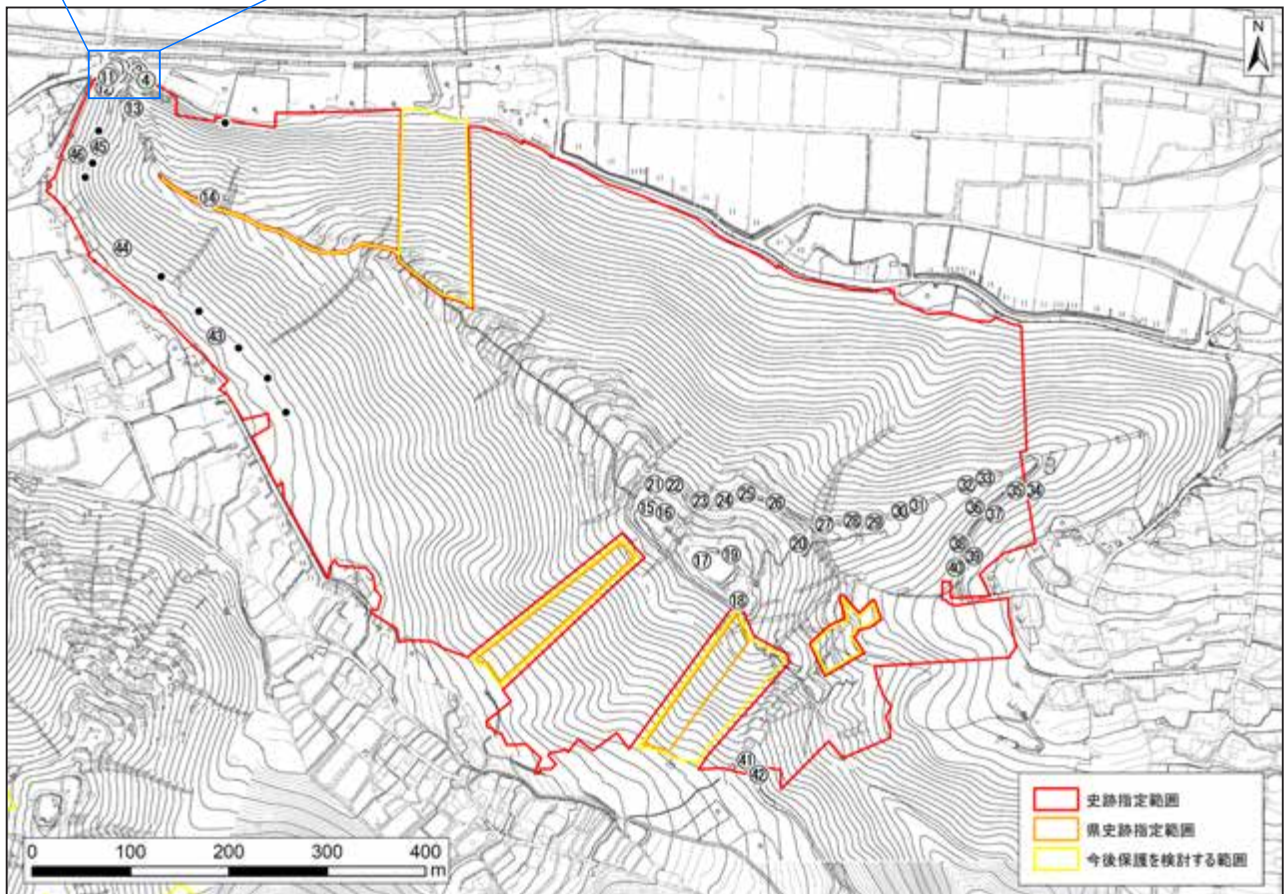 N
⑪
④
⑬
㊻ ㊺
⑭
㊹
㊸
㉑ ㉒
㉓ ㉔ ㉕ ㉖
⑮ ⑯
⑰ ⑲
⑳ ㉗ ㉘ ㉙ ㉚ ㉛
㉜ ㉝
㉟ ㉞
㊱ ㊲
㊳ ㊴
㊵
⑱
㊶
㊷
史跡指定範囲
県史跡指定範囲
今後保護を検討する範囲
0 100 200 300 400
m